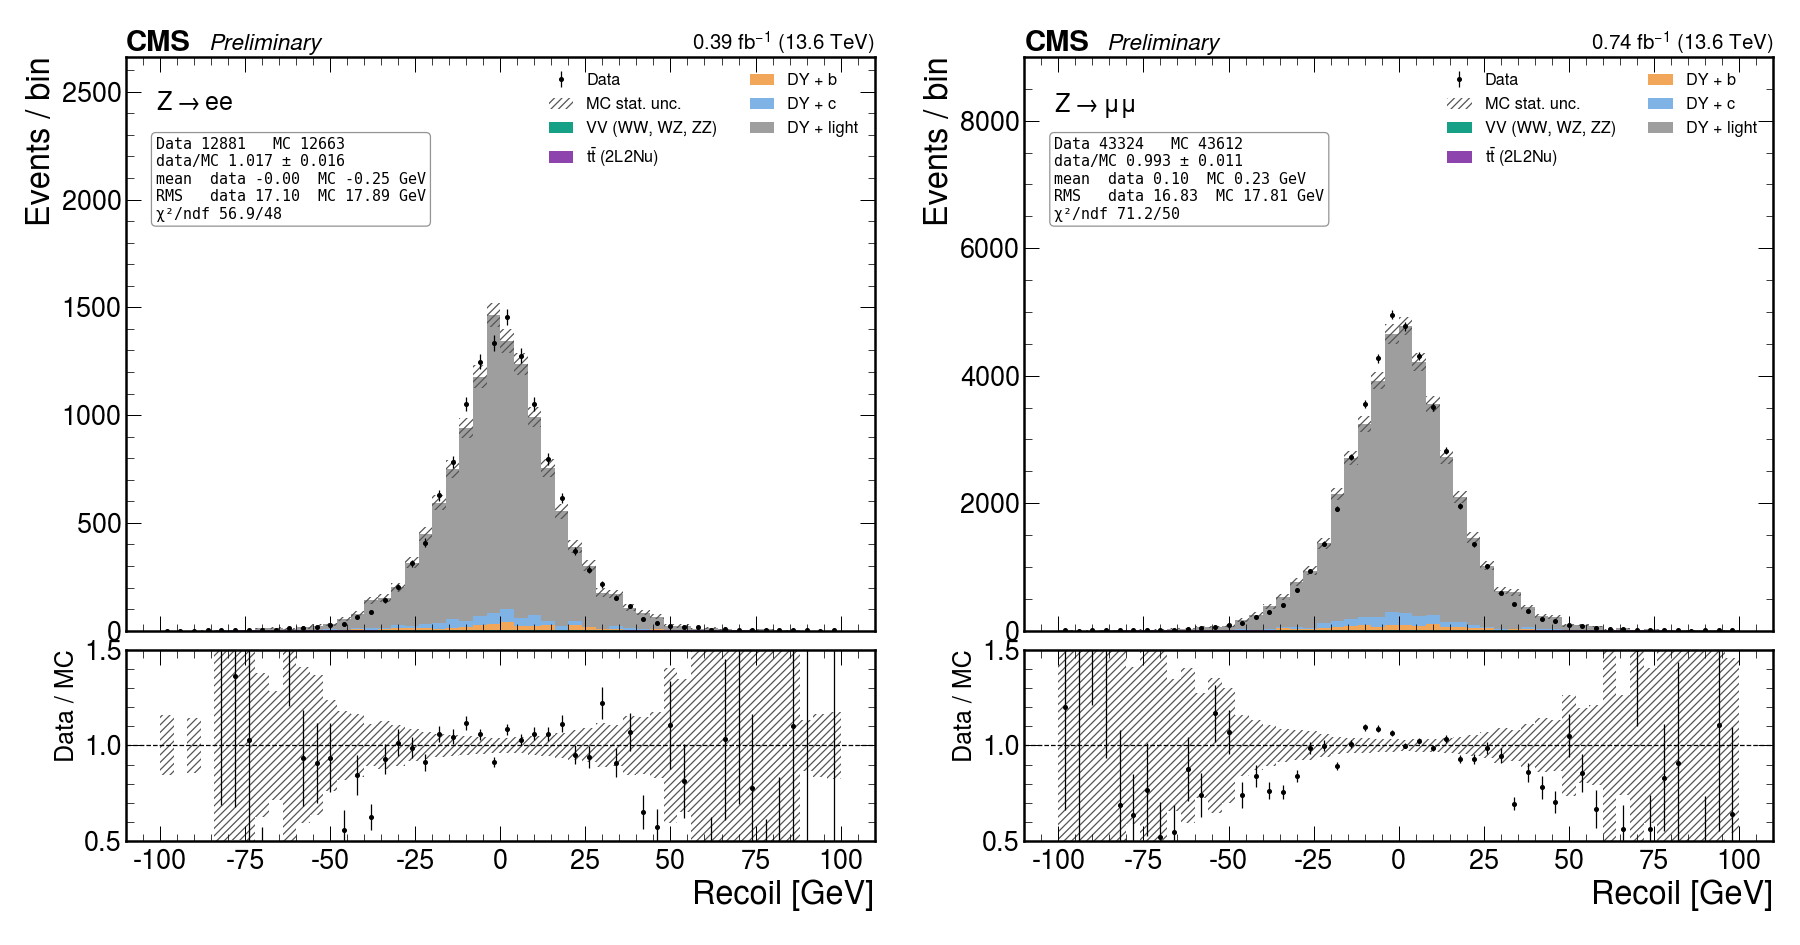 CMS Preliminary 0.39 fb⁻¹ (13.6 TeV)
Events / bin
2500
2000
1500
1000
500
0
Z → ee
Data 12881 MC 12663
data/MC 1.017 ± 0.016
mean data -0.00 MC -0.25 GeV
RMS data 17.10 MC 17.89 GeV
χ²/ndf 56.9/48
Data
MC stat. unc.
VV (WW, WZ, ZZ)
tt̄ (2L2Nu)
DY + b
DY + c
DY + light
Data / MC
1.5
1.0
0.5
-100 -75 -50 -25 0 25 50 75 100
Recoil [GeV]
CMS Preliminary 0.74 fb⁻¹ (13.6 TeV)
Events / bin
8000
6000
4000
2000
0
Z → μμ
Data 43324 MC 43612
data/MC 0.993 ± 0.011
mean data 0.10 MC 0.23 GeV
RMS data 16.83 MC 17.81 GeV
χ²/ndf 71.2/50
Data
MC stat. unc.
VV (WW, WZ, ZZ)
tt̄ (2L2Nu)
DY + b
DY + c
DY + light
Data / MC
1.5
1.0
0.5
-100 -75 -50 -25 0 25 50 75 100
Recoil [GeV]